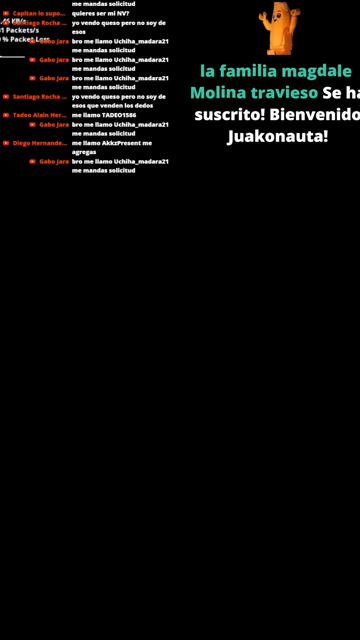 me mandas solicitud
Capitan lo supo... quieres ser mi NV?
Santiago Rocha ... yo vendo queso pero no soy de
esos
Gabo Jara bro me llamo Uchiha_madara21
me mandas solicitud
Gabo Jara bro me llamo Uchiha_madara21
me mandas solicitud
Gabo Jara bro me llamo Uchiha_madara21
me mandas solicitud
Santiago Rocha ... yo vendo queso pero no soy de
esos que venden los dedos
Tadeo Alain Her... me llamo TADEO1586
Gabo Jara bro me llamo Uchiha_madara21
me mandas solicitud
Diego Hernande... me llamo AkkzPresent me
agregas
Gabo Jara bro me llamo Uchiha_madara21
me mandas solicitud
KB/s
Packets/s
% Packet Loss
la familia magdale
Molina travieso Se ha
suscrito! Bienvenido
Juakonauta!